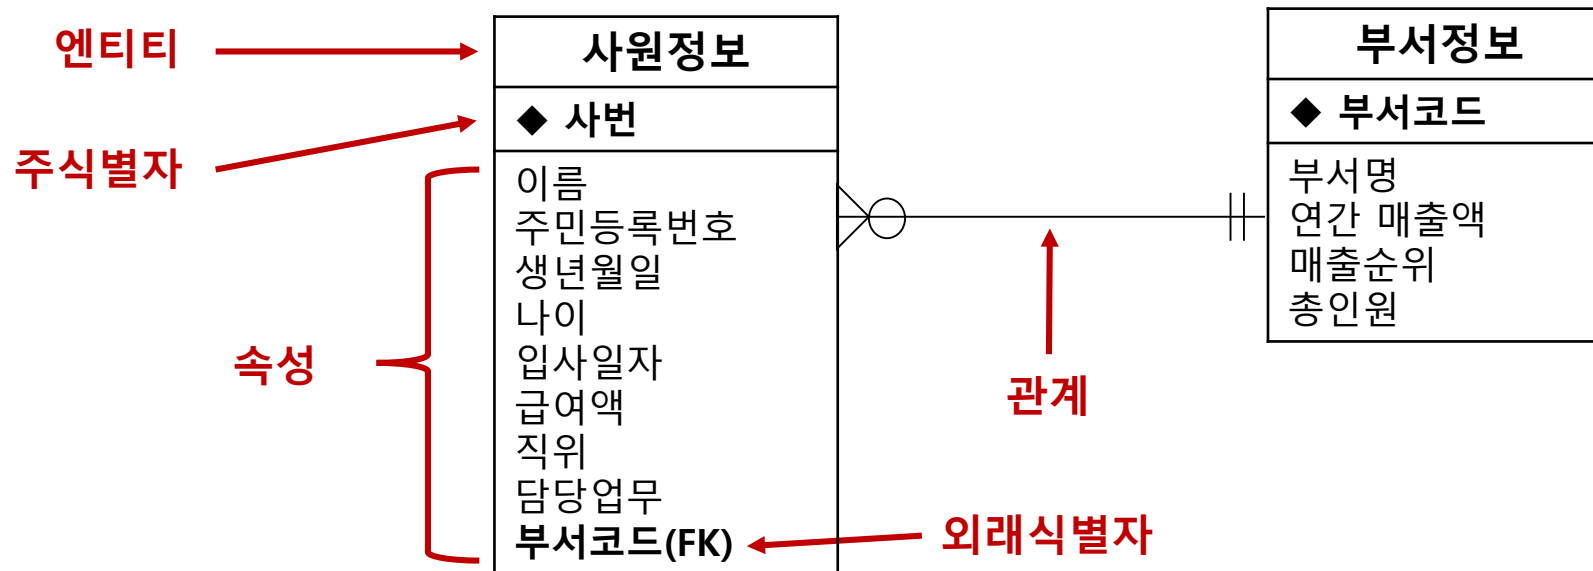 엔티티
주식별자
속성
사원정보
◆ 사번
이름
주민등록번호
생년월일
나이
입사일자
급여액
직위
담당업무
부서코드(FK)
관계
외래식별자
부서정보
◆ 부서코드
부서명
연간 매출액
매출순위
총인원